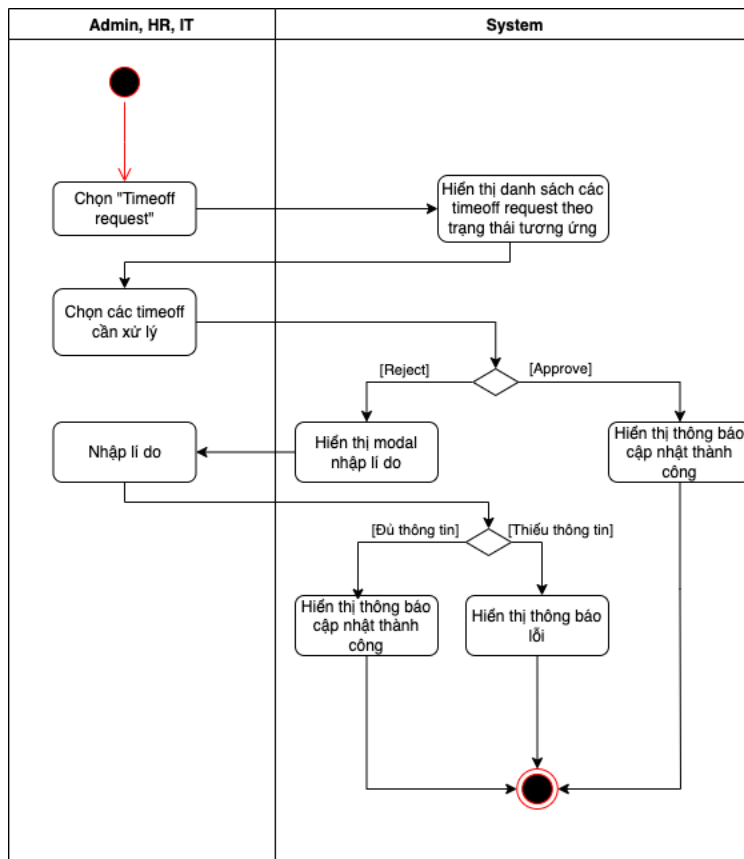 Admin, HR, IT
System
Chọn "Timeoff
request"
Hiển thị danh sách các
timeoff request theo
trạng thái tương ứng
Chọn các timeoff
cần xử lý
[Reject]
[Approve]
Nhập lí do
Hiển thị modal
nhập lí do
Hiển thị thông báo
cập nhật thành
công
[Đủ thông tin]
[Thiếu thông tin]
Hiển thị thông báo
cập nhật thành
công
Hiển thị thông báo
lỗi